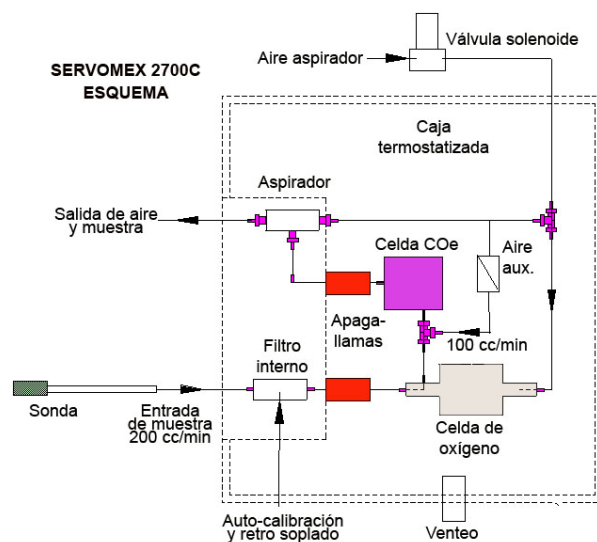 SERVOMEX 2700C
ESQUEMA
Aire aspirador
Válvula solenoide
Caja
termostatizada
Aspirador
Salida de aire
y muestra
Celda COe
Aire
aux.
Apaga-
llamas
100 cc/min
Filtro
interno
Sonda
Entrada
de muestra
200 cc/min
Celda de
oxígeno
Auto-calibración
y retro soplado
Venteo